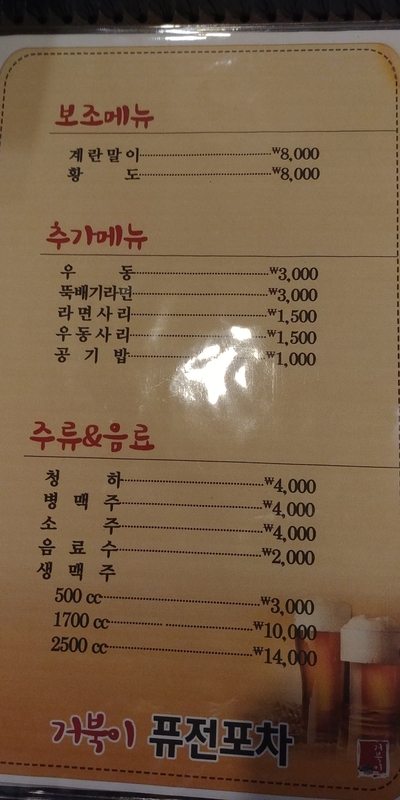 보조메뉴
계란말이 ₩8,000
황 도 ₩8,000
추가메뉴
우 동 ₩3,000
뚝배기라면 ₩3,000
라면사리 ₩1,500
우동사리 ₩1,500
공 기 밥 ₩1,000
주류&음료
청 하 ₩4,000
병 맥 주 ₩4,000
소 주 ₩4,000
음 료 수 ₩2,000
생 맥 주
500 cc ₩3,000
1700 cc ₩10,000
2500 cc ₩14,000
거북이 퓨전포차
거북이